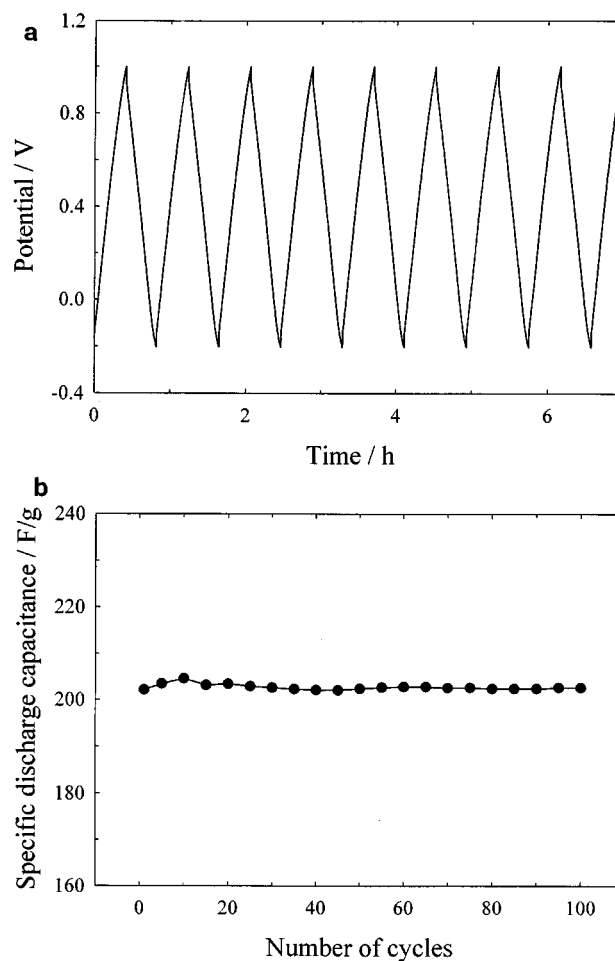 a
1.2
0.8
0.4
0.0
-0.4
Potential / V
0 2 4 6
Time / h
b
240
220
200
180
160
Specific discharge capacitance / F/g
0 20 40 60 80 100
Number of cycles